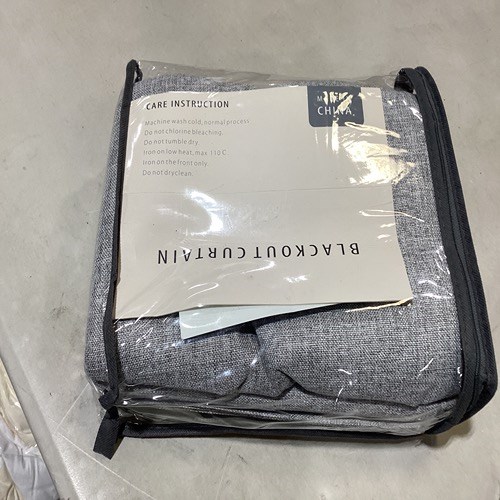 CARE INSTRUCTION
Machine wash cold, normal process.
Do not chlorine bleaching.
Do not tumble dry.
Iron on low heat, max 110 C.
Iron on the front only.
Do not dryclean.
CHINA.
BLACKOUT CURTAIN